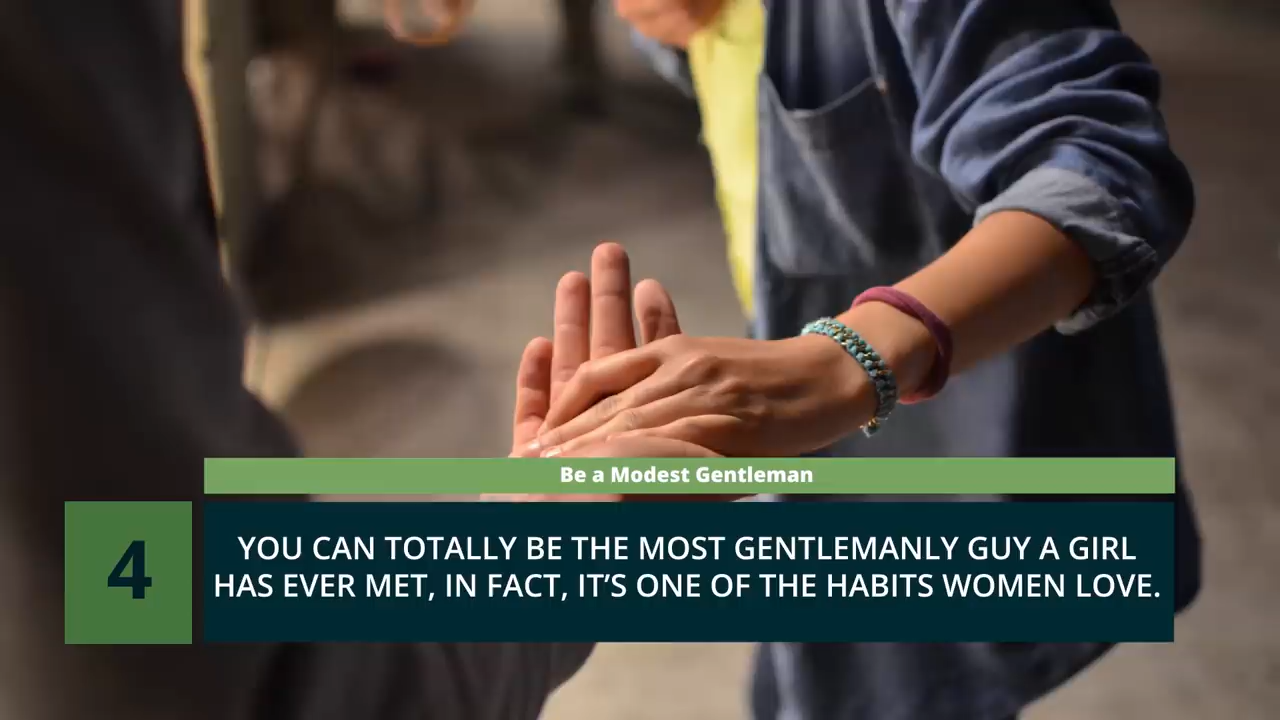 Be a Modest Gentleman
4
YOU CAN TOTALLY BE THE MOST GENTLEMANLY GUY A GIRL
HAS EVER MET, IN FACT, IT’S ONE OF THE HABITS WOMEN LOVE.